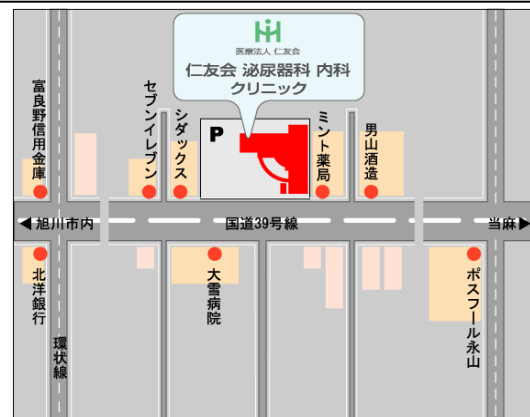 医療法人 仁友会
仁友会 泌尿器科 内科
クリニック
富良野信用金庫
セブンイレブン
シダックス
P
ミント薬局
男山酒造
旭川市内
国道39号線
当麻
北洋銀行
環状線
大雪病院
ポスフール永山